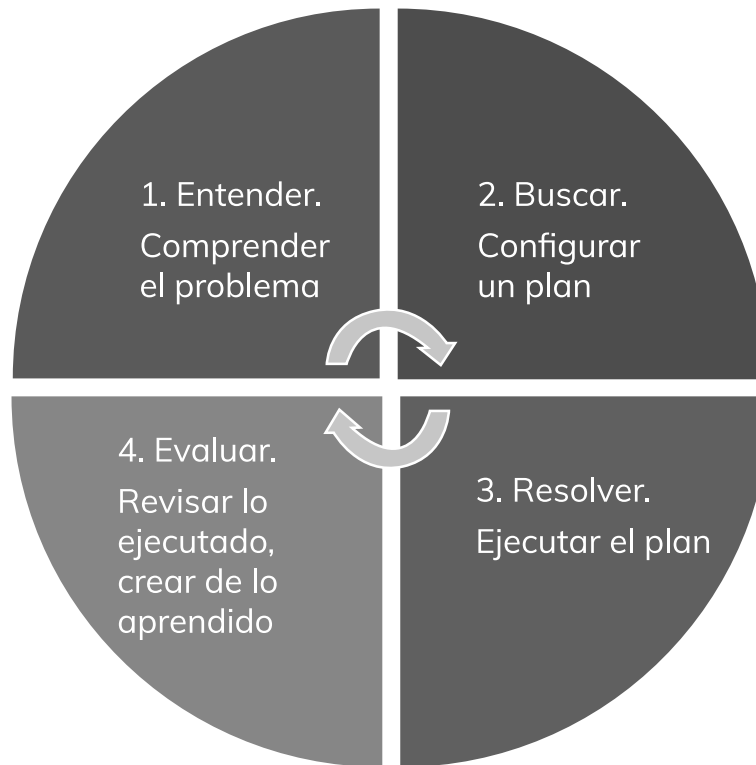 1. Entender.
Comprender
el problema
2. Buscar.
Configurar
un plan
3. Resolver.
Ejecutar el plan
4. Evaluar.
Revisar lo
ejecutado,
crear de lo
aprendido